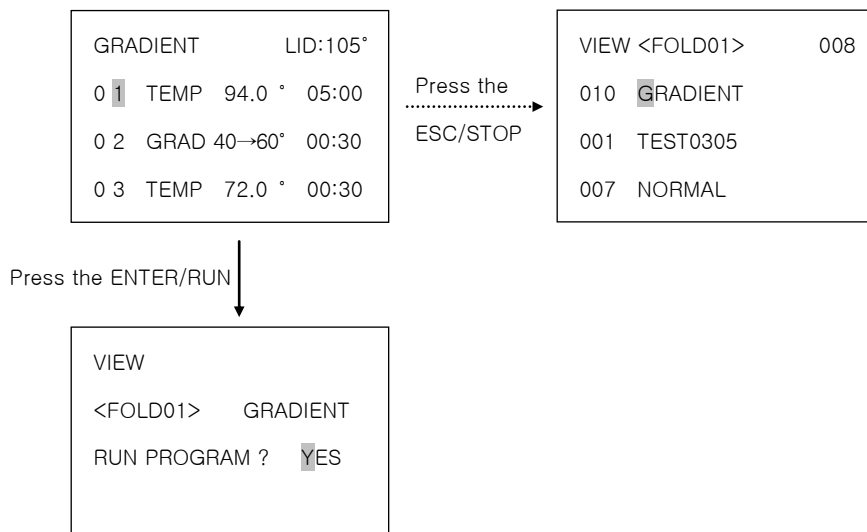 GRADIENT LID:105°
0 1 TEMP 94.0 ° 05:00
0 2 GRAD 40→60° 00:30
0 3 TEMP 72.0 ° 00:30
Press the
ESC/STOP
VIEW <FOLD01> 008
010 GRADIENT
001 TEST0305
007 NORMAL
Press the ENTER/RUN
VIEW
<FOLD01> GRADIENT
RUN PROGRAM ? YES